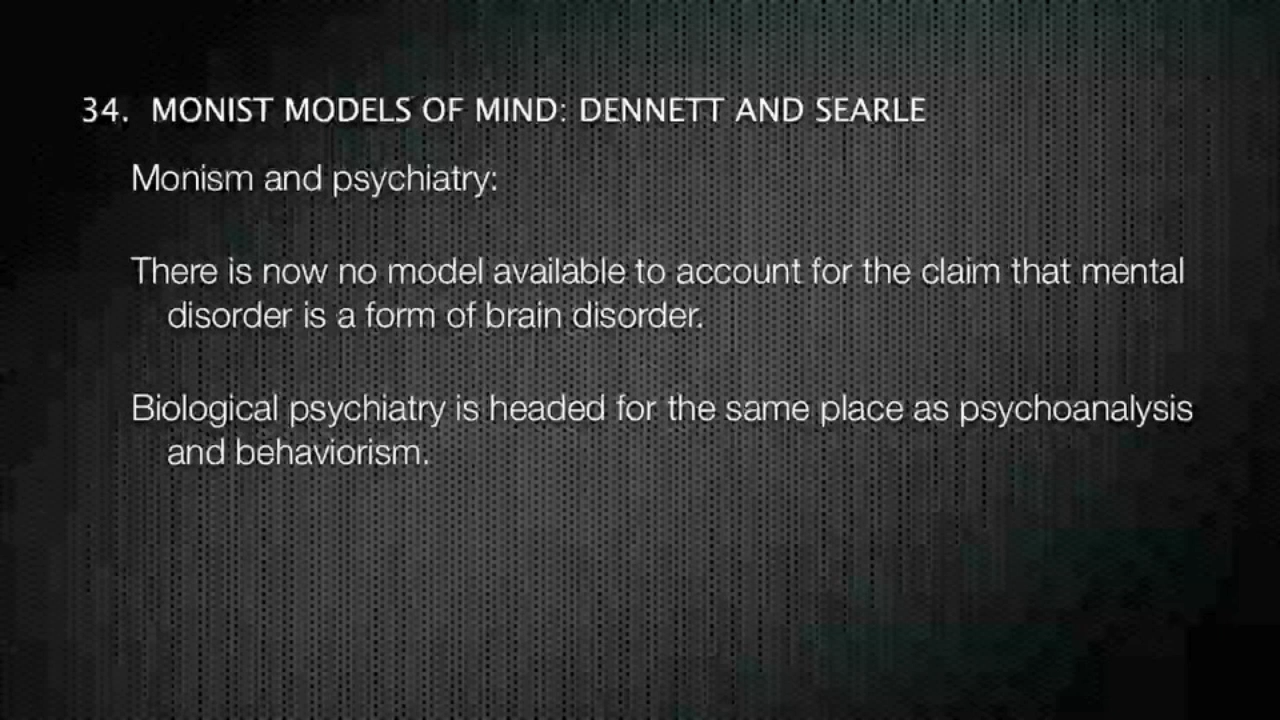 34. MONIST MODELS OF MIND: DENNETT AND SEARLE
Monism and psychiatry:
There is now no model available to account for the claim that mental
disorder is a form of brain disorder.
Biological psychiatry is headed for the same place as psychoanalysis
and behaviorism.